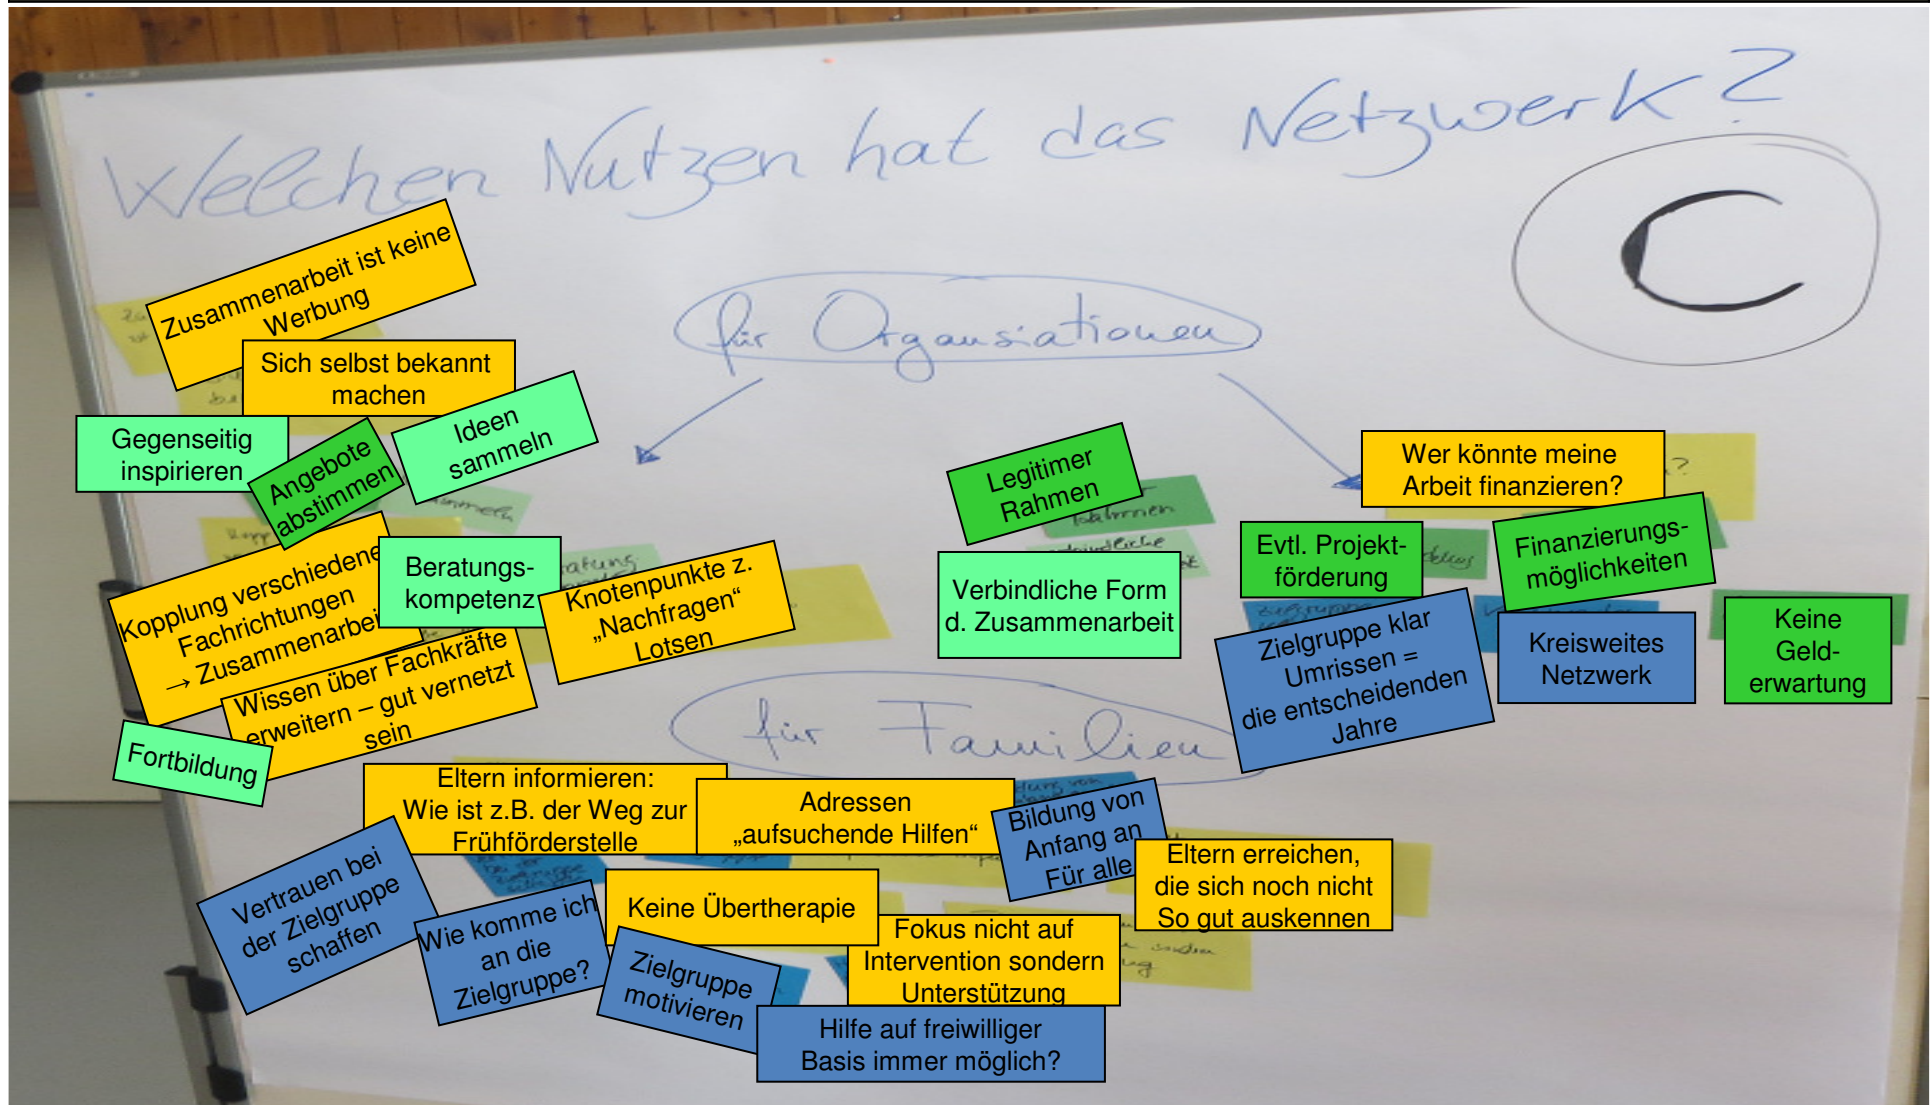 Welchen Nutzen hat das Netzwerk?
C
für Organsiationen
Zusammenarbeit ist keine
Werbung
Sich selbst bekannt
machen
Gegenseitig
inspirieren
Angebote
abstimmen
Ideen
sammeln
Kopplung verschiedene
Fachrichtungen
→ Zusammenarbeit
Beratungs-
kompetenz
Knotenpunkte z.
„Nachfragen“
Lotsen
Wissen über Fachkräfte
erweitern – gut vernetzt
sein
Fortbildung
Legitimer
Rahmen
Rahmen
Verbindliche Form
d. Zusammenarbeit
Wer könnte meine
Arbeit finanzieren?
Evtl. Projekt-
förderung
Finanzierungs-
möglichkeiten
Zielgruppe klar
Umrissen =
die entscheidenden
Jahre
Kreisweites
Netzwerk
Keine
Geld-
erwartung
für Familien
Eltern informieren:
Wie ist z.B. der Weg zur
Frühförderstelle
Adressen
„aufsuchende Hilfen“
Bildung von
Anfang an
Für alle
Eltern erreichen,
die sich noch nicht
So gut auskennen
Vertrauen bei
der Zielgruppe
schaffen
Wie komme ich
an die
Zielgruppe?
Keine Übertherapie
Zielgruppe
motivieren
Fokus nicht auf
Intervention sondern
Unterstützung
Hilfe auf freiwilliger
Basis immer möglich?